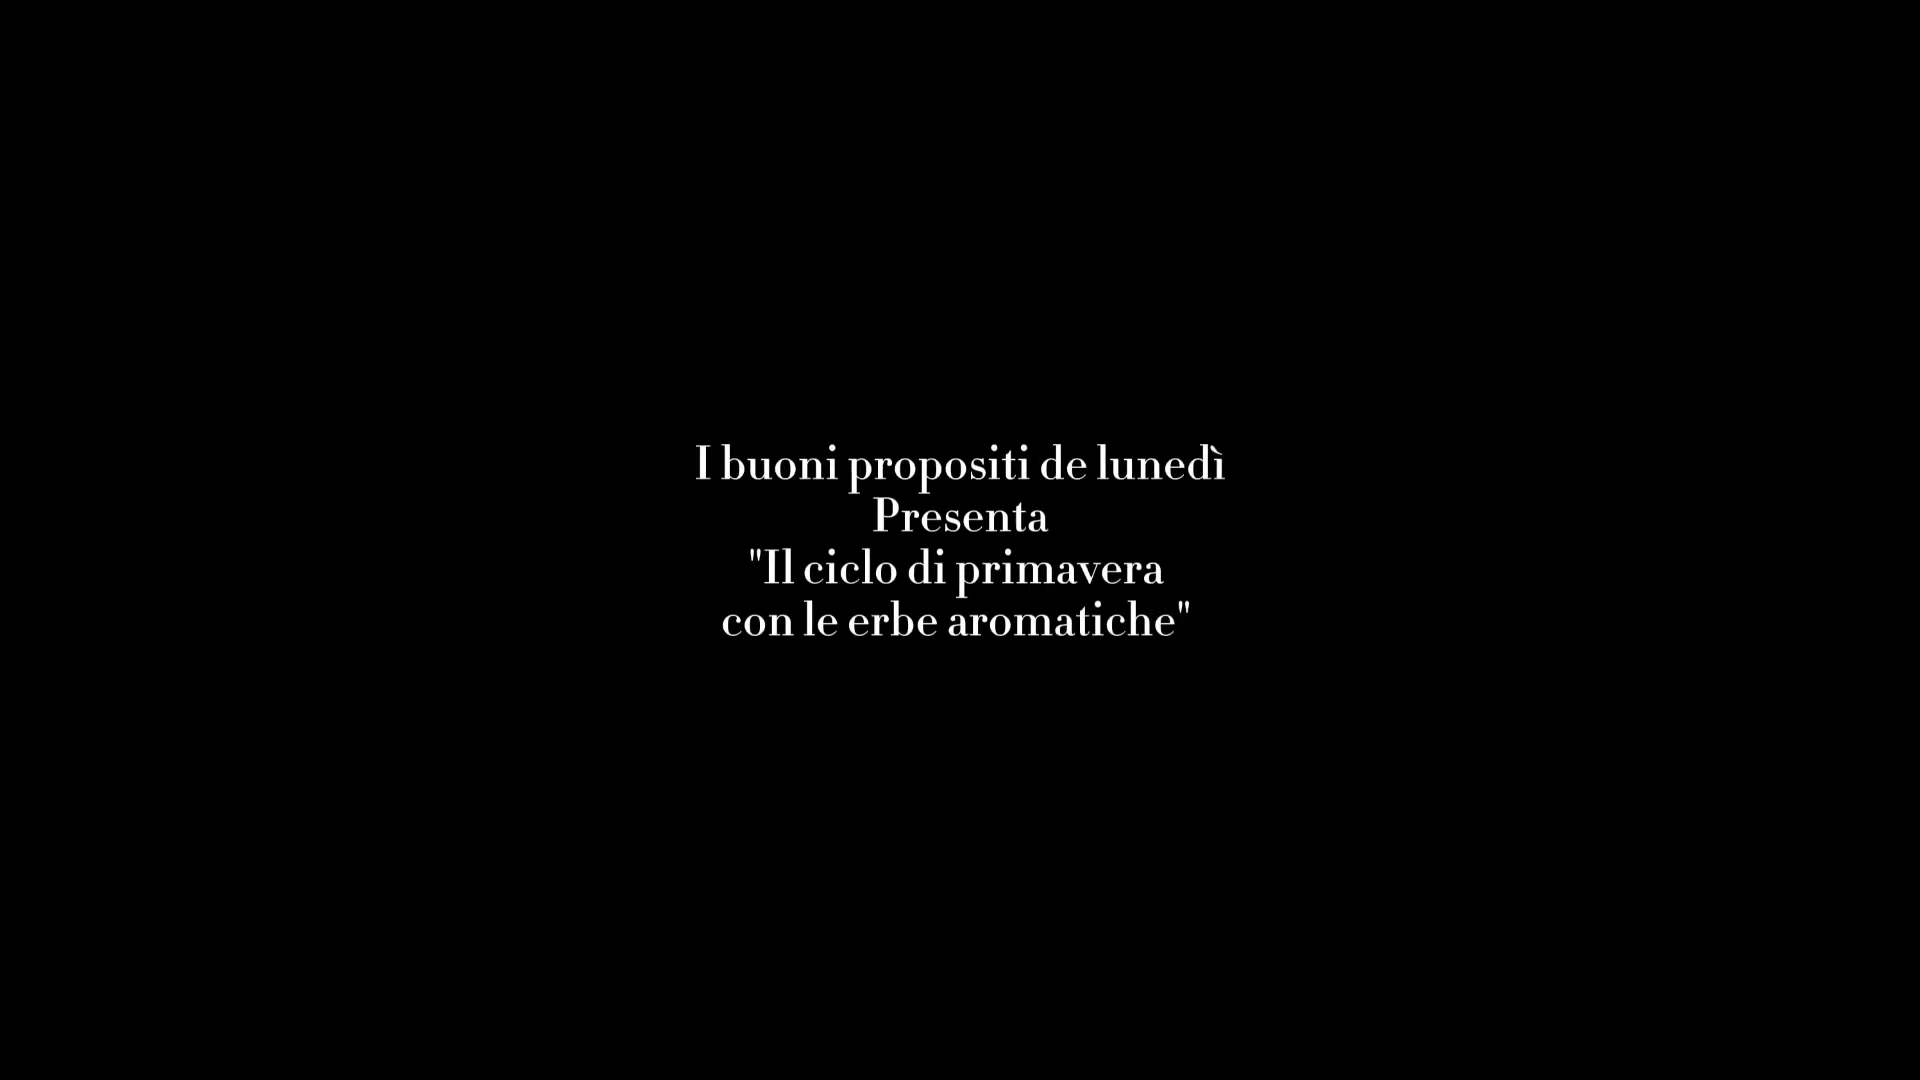 I buoni propositi de lunedì
Presenta
"Il ciclo di primavera
con le erbe aromatiche"